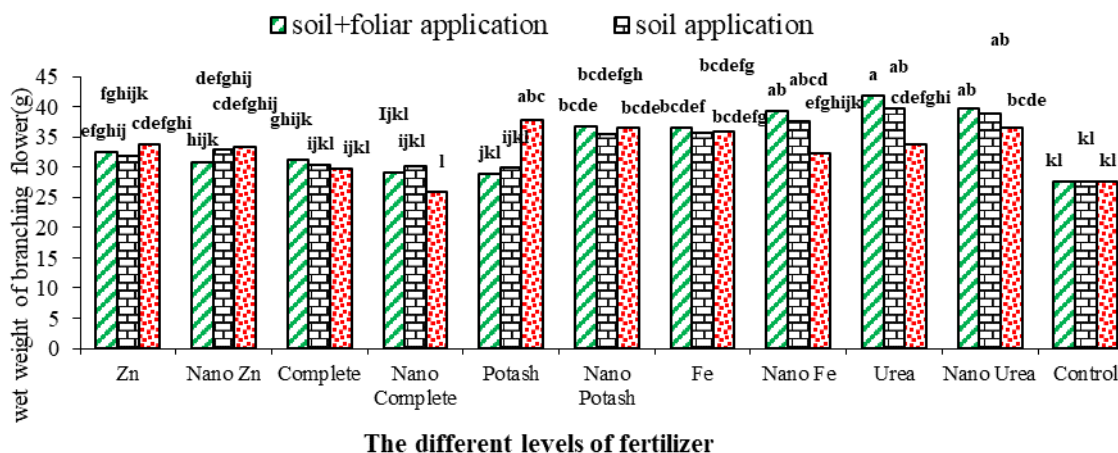 soil+foliar application soil application
wet weight of branching flower(g)
45
40
35
30
25
20
15
10
5
0
efghij fghijk cdefghi
hijk defghij cdefghij
ghijk ijkl ijkl
Ijkl ijkl l
jkl ijkl abc
bcde bcdefgh bcde
bcdef bcdefg bcdefg
ab abcd efghijk
a ab cdefghi
ab ab bcde
kl kl kl
Zn Nano Zn Complete Nano Complete Potash Nano Potash Fe Nano Fe Urea Nano Urea Control
The different levels of fertilizer